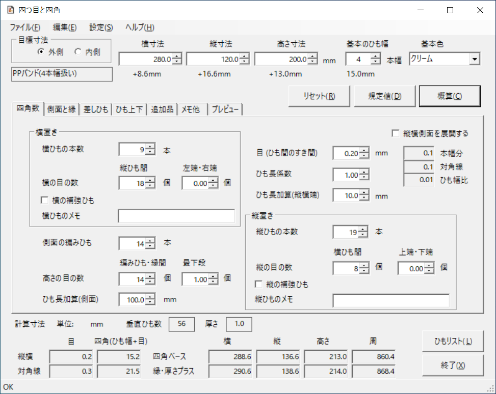 四つ目と四角
ファイル(F) 編集(E) 設定(S) ヘルプ(H)
目標寸法
外側 内側
横寸法 縦寸法 高さ寸法 基本のひも幅 基本色
280.0 120.0 200.0 mm 4 本幅 クリーム
PPバンド(4本幅扱い) +8.6mm +16.6mm +13.0mm 15.0mm
リセット(R) 規定値(D) 概算(C)
四角数 側面と縁 差しひも ひも上下 追加品 メモ他 プレビュー
横置き
横ひもの本数 9 本
縦ひも間 左端・右端
横の目の数 18 個 0.00 個
横の補強ひも
横ひものメモ
側面の編みひも 14 本
編みひも・縁間 最下段
高さの目の数 14 個 1.00 個
ひも長加算(側面) 100.0 mm
縦横側面を展開する
目 (ひも間のすき間) 0.20 mm 0.1 本幅分
ひも長係数 1.00 0.1 対角線
ひも長加算(縦横端) 10.0 mm 0.01 ひも幅比
縦置き
縦ひもの本数 19 本
横ひも間 上端・下端
縦の目の数 8 個 0.00 個
縦の補強ひも
縦ひものメモ
計算寸法 単位: mm 垂直ひも数 56 厚さ 1.0
目 四角(ひも幅+目) 横 縦 高さ 周
縦横 0.2 15.2 四角ベース 288.6 136.6 213.0 860.4
対角線 0.3 21.5 縁・厚さプラス 290.6 138.6 214.0 868.4
ひもリスト(L)
終了(X)
OK